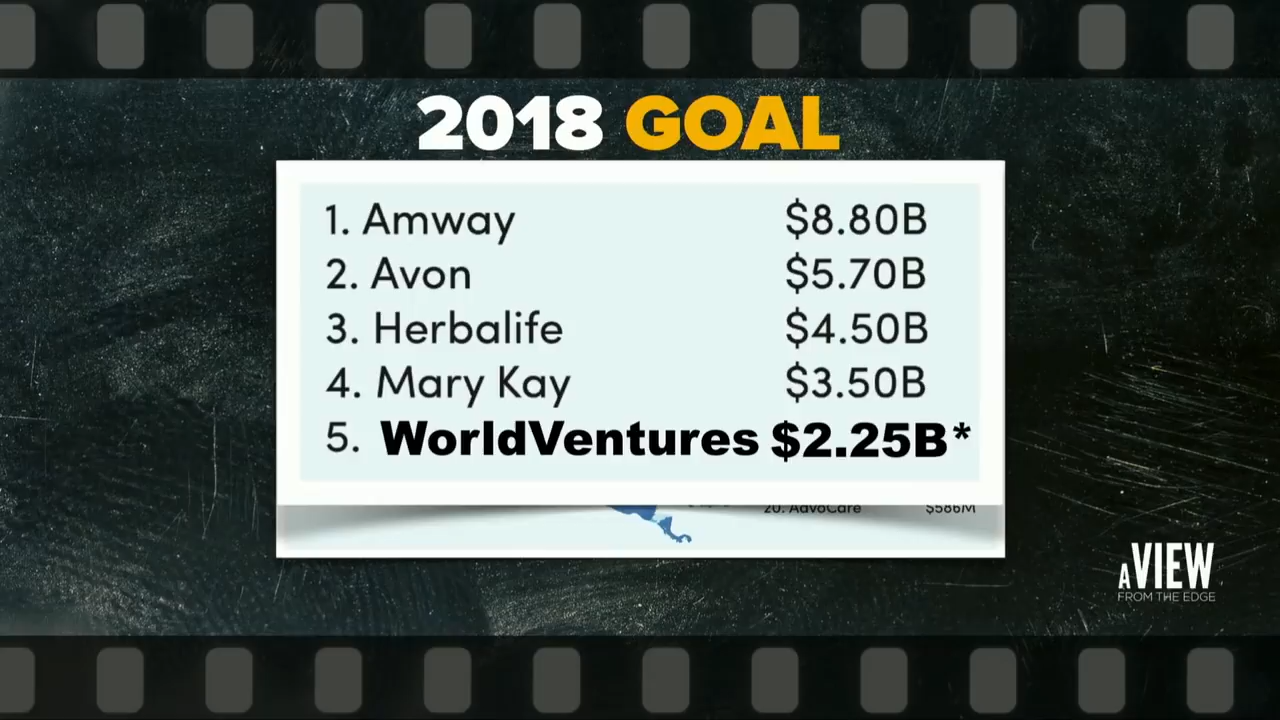 2018 GOAL
1. Amway $8.80B
2. Avon $5.70B
3. Herbalife $4.50B
4. Mary Kay $3.50B
5. WorldVentures $2.25B*
20. AdvoCare $586M
A VIEW
FROM THE EDGE